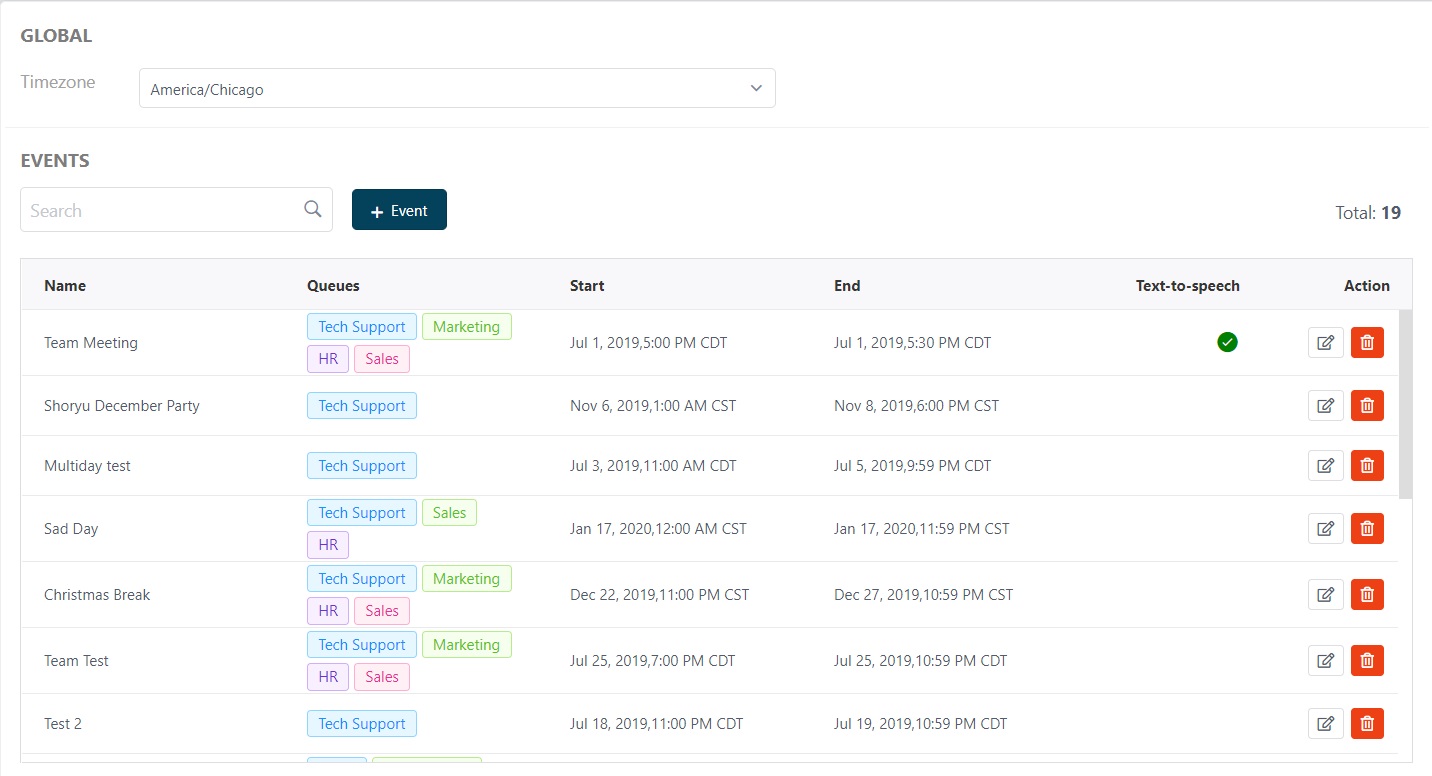 GLOBAL
Timezone America/Chicago
EVENTS
Search + Event Total: 19
Name Queues Start End Text-to-speech Action
Tech Support Marketing
Team Meeting Jul 1, 2019,5:00 PM CDT Jul 1, 2019,5:30 PM CDT
HR Sales
Shoryu December Party Tech Support Nov 6, 2019,1:00 AM CST Nov 8, 2019,6:00 PM CST
Multiday test Tech Support Jul 3, 2019,11:00 AM CDT Jul 5, 2019,9:59 PM CDT
Tech Support Sales
Sad Day Jan 17, 2020,12:00 AM CST Jan 17, 2020,11:59 PM CST
HR
Tech Support Marketing
Christmas Break Dec 22, 2019,11:00 PM CST Dec 27, 2019,10:59 PM CST
HR Sales
Tech Support Marketing
Team Test Jul 25, 2019,7:00 PM CDT Jul 25, 2019,10:59 PM CDT
HR Sales
Test 2 Tech Support Jul 18, 2019,11:00 PM CDT Jul 19, 2019,10:59 PM CDT